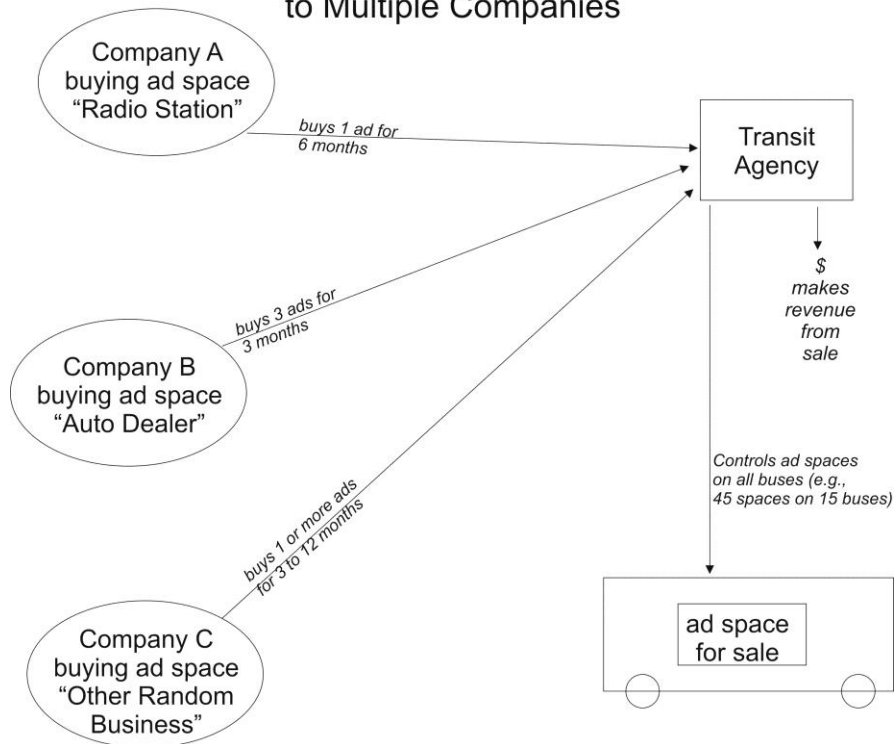 to Multiple Companies
Company A
buying ad space
“Radio Station”
buys 1 ad for
6 months
Transit
Agency
$
makes
revenue
from
sale
buys 3 ads for
3 months
Company B
buying ad space
“Auto Dealer”
Controls ad spaces
on all buses (e.g.,
45 spaces on 15 buses)
buys 1 or more ads
for 3 to 12 months
Company C
buying ad space
“Other Random
Business”
ad space
for sale